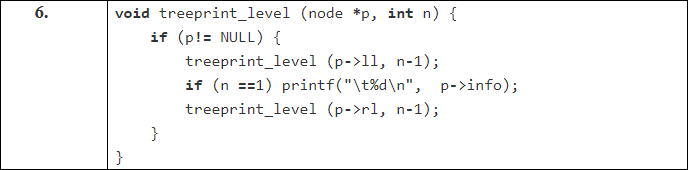 6.
void treeprint_level (node *p, int n) {
if (p!= NULL) {
treeprint_level (p->ll, n-1);
if (n ==1) printf("\t%d\n",  p->info);
treeprint_level (p->rl, n-1);
}
}